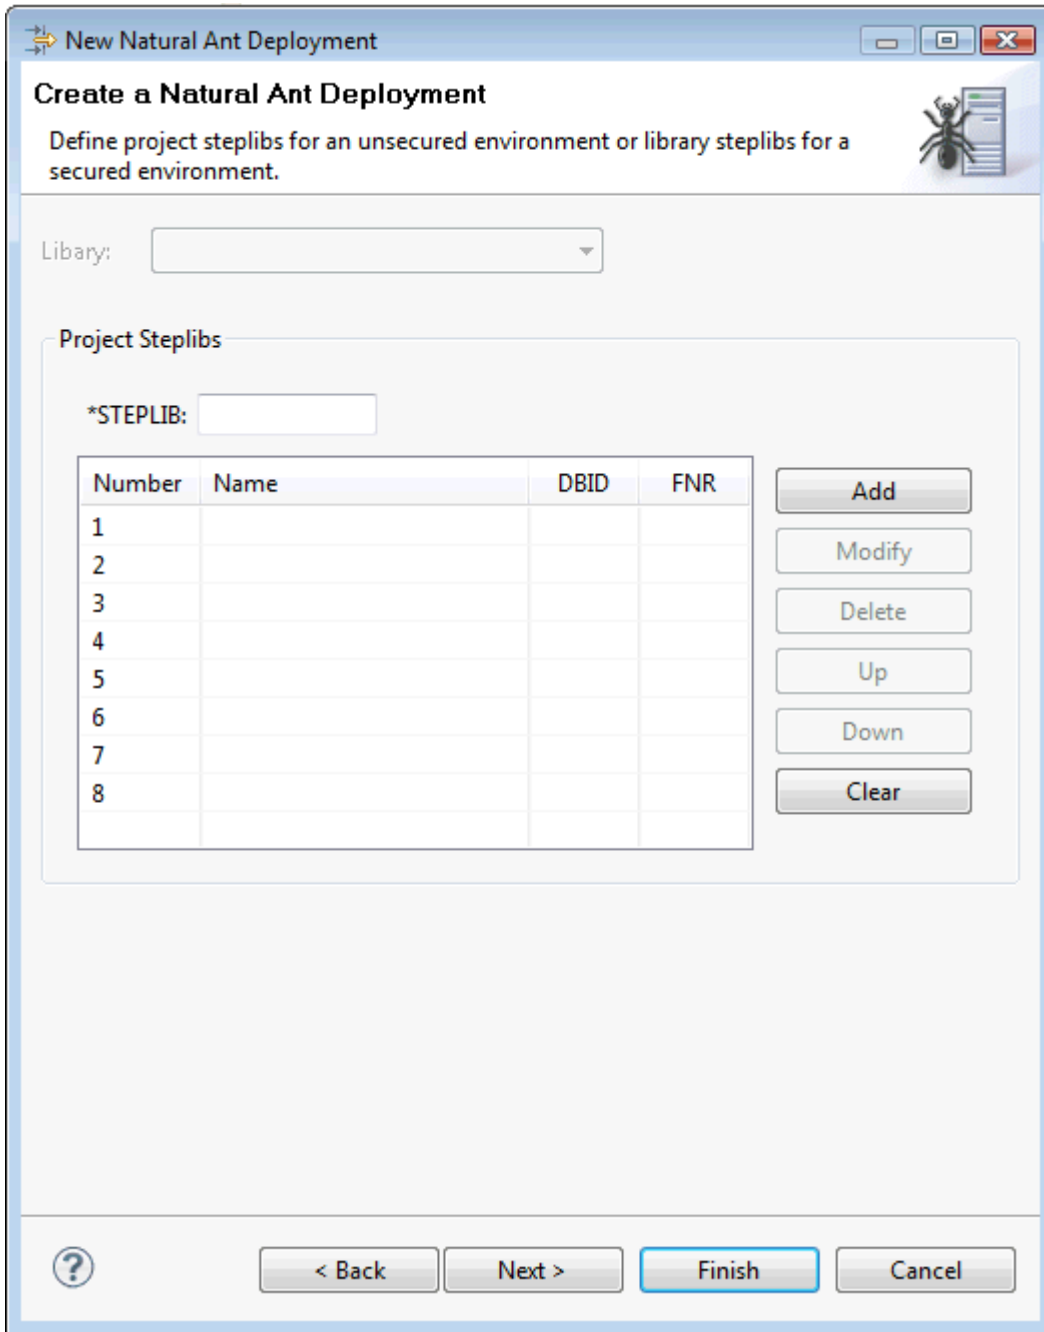 New Natural Ant Deployment
Create a Natural Ant Deployment
Define project steplibs for an unsecured environment or library steplibs for a
secured environment.
Libary:
Project Steplibs
*STEPLIB:
Number Name DBID FNR
1
2
3
4
5
6
7
8
Add
Modify
Delete
Up
Down
Clear
?
< Back Next > Finish Cancel